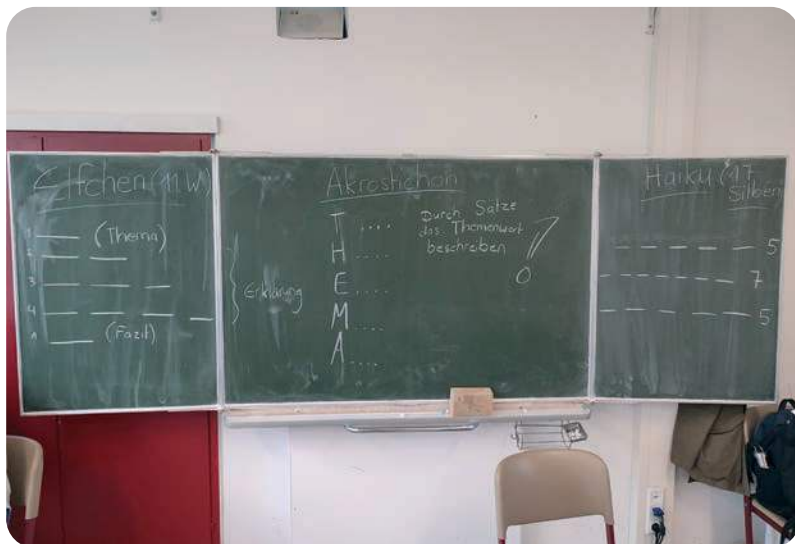 Elfchen (11 W)
1 (Thema)
2
3
4
1 (Fazit)
Erklärung
Akrostichon
T ....
H ....
E ....
M ....
A ....
Durch Sätze
das Themenwort
beschreiben !
Haiku (17
Silben
5
7
5